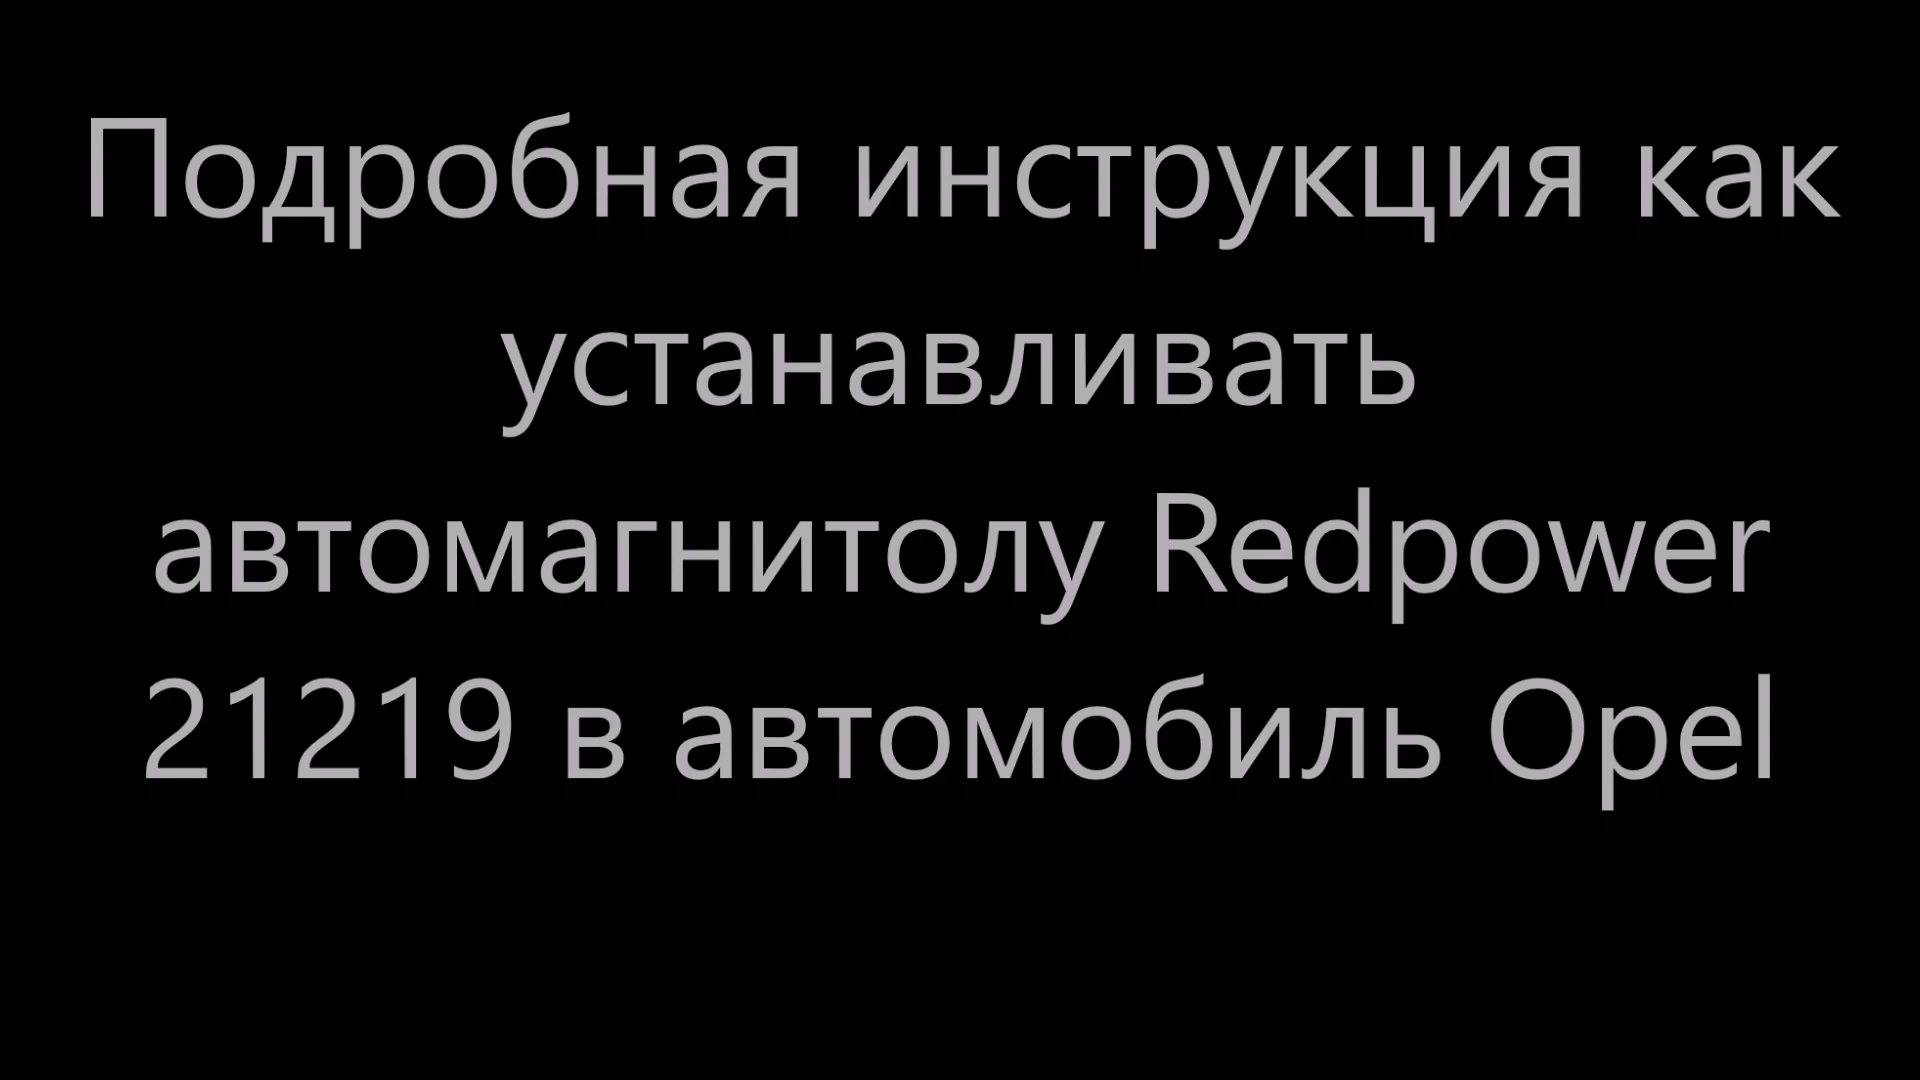 Подробная инструкция как
устанавливать
автомагнитолу Redpower
21219 в автомобиль Opel